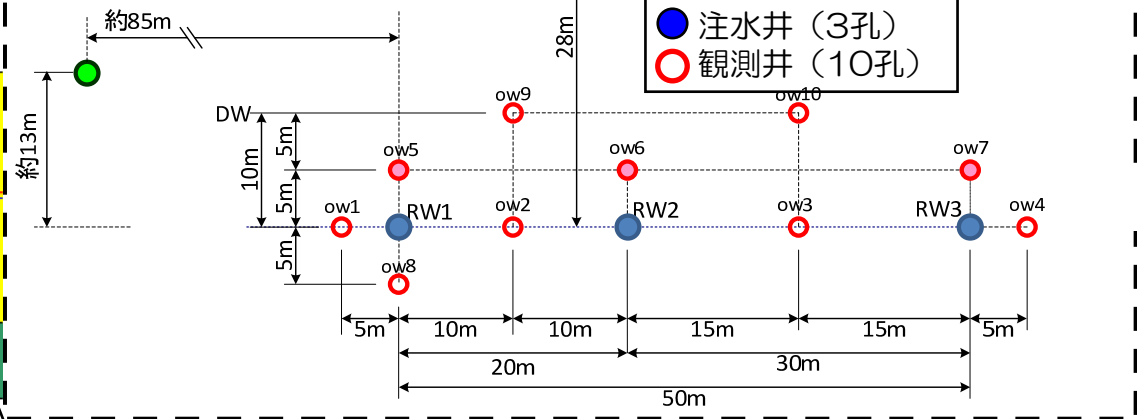 約85m
28m
注水井（3孔）
観測井（10孔）
約13m
DW
ow9
ow10
10m
5m
ow5
ow6
ow7
5m
ow1
RW1
ow2
RW2
ow3
RW3
ow4
5m
ow8
5m
10m
10m
15m
15m
5m
20m
30m
50m